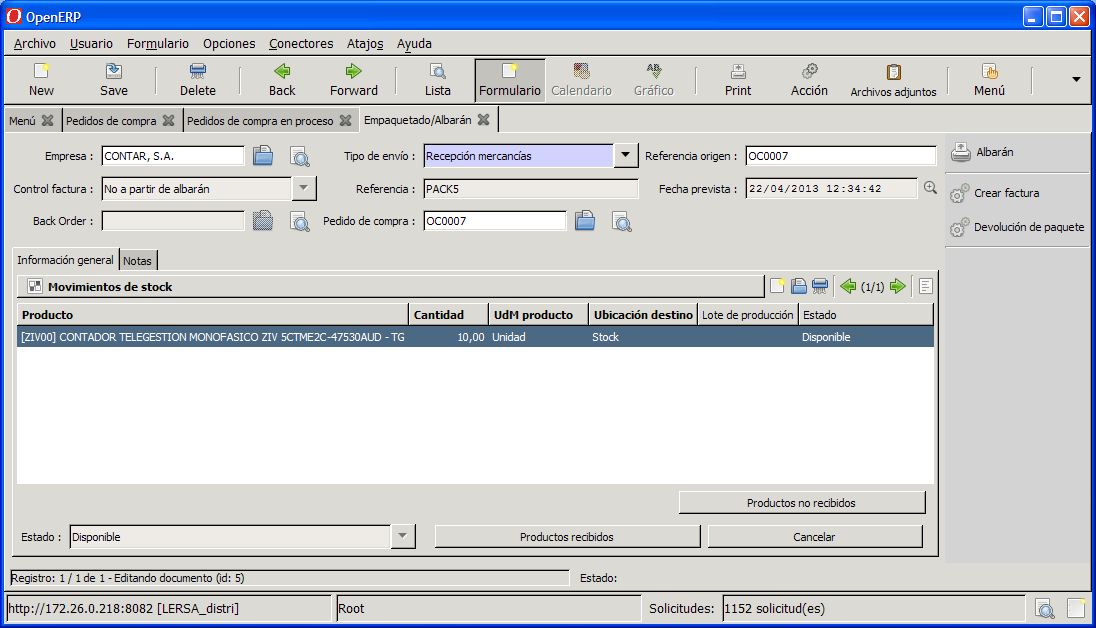 OpenERP
Archivo Usuario Formulario Opciones Conectores Atajos Ayuda
New Save Delete Back Forward Lista Formulario Calendario Gráfico Print Acción Archivos adjuntos Menú
Menú Pedidos de compra Pedidos de compra en proceso Empaquetado/Albarán
Empresa : CONTAR, S.A. Tipo de envío : Recepción mercancías Referencia origen : OC0007
Control factura : No a partir de albarán Referencia : PACK5 Fecha prevista : 22/04/2013 12:34:42
Back Order : Pedido de compra : OC0007
Albarán
Crear factura
Devolución de paquete
Información general Notas
Movimientos de stock (1/1)
Producto Cantidad UdM producto Ubicación destino Lote de producción Estado
[ZIV00] CONTADOR TELEGESTION MONOFASICO ZIV 5CTME2C-47530AUD - TG 10,00 Unidad Stock Disponible
Productos no recibidos
Estado : Disponible Productos recibidos Cancelar
Registro: 1 / 1 de 1 - Editando documento (id: 5) Estado:
http://172.26.0.218:8082 [LERSA_distri] Root Solicitudes: 1152 solicitud(es)